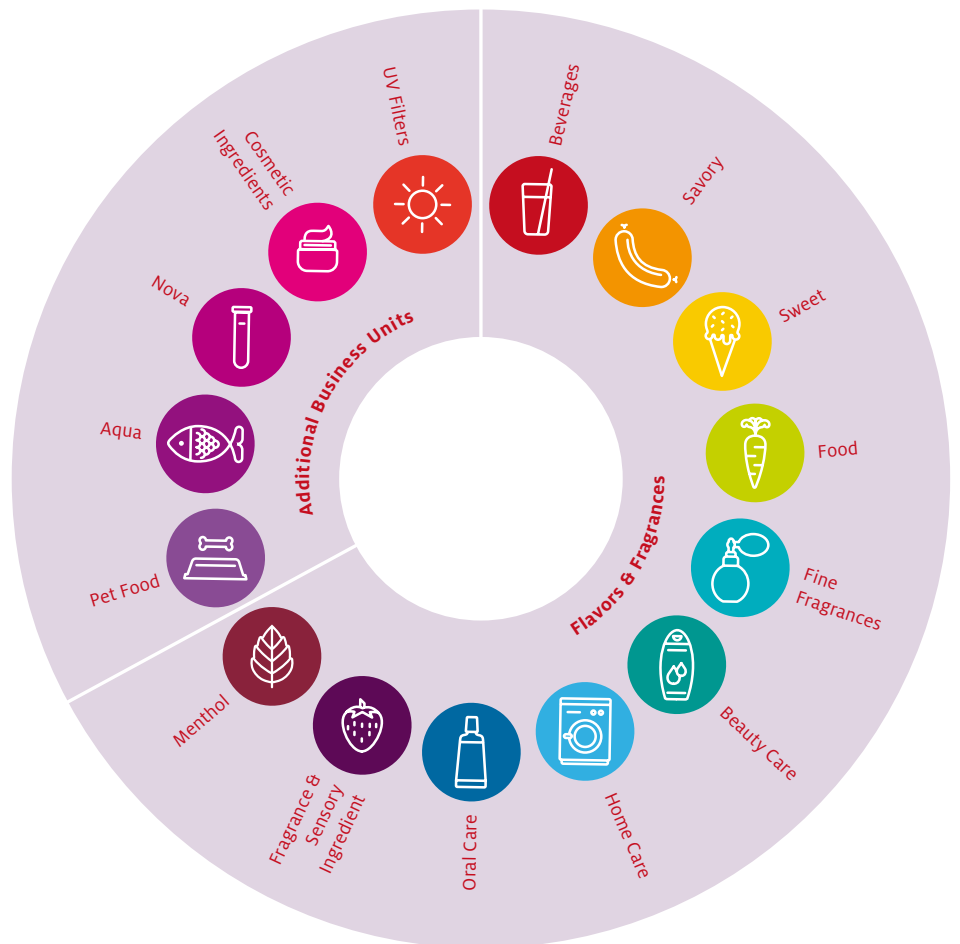 Beverages
Savory
Sweet
Food
Fine
Fragrances
Beauty Care
Home Care
Oral Care
Fragrance &
Sensory
Ingredient
Menthol
Flavors & Fragrances
Pet Food
Aqua
Nova
Cosmetic
Ingredients
UV Filters
Additional Business Units